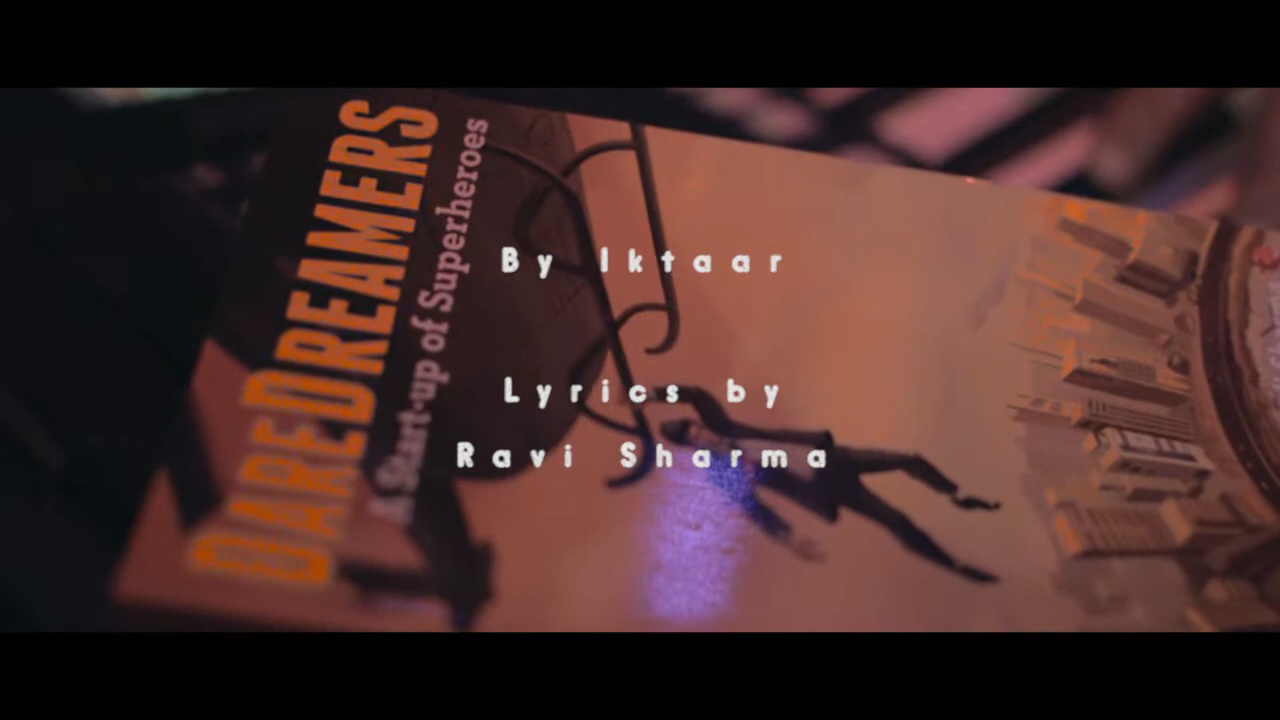 DAREDREAMERS
A Start-up of Superheroes
By Iktaar
Lyrics by
Ravi Sharma